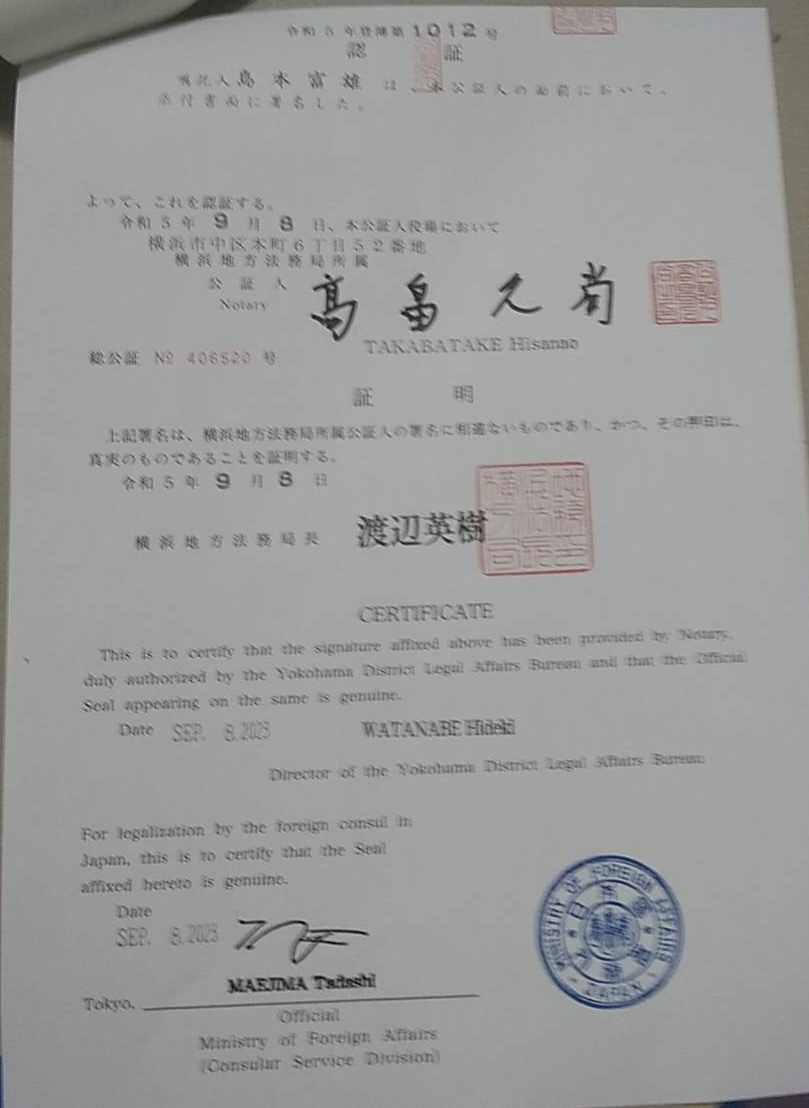 令和5年登簿第1012号
認 証
嘱託人島本富雄は、本公証人の面前において、
添付書面に署名した。
よって、これを認証する。
令和5年9月8日、本公証人役場において
横浜市中区本町6丁目52番地
横浜地方法務局所属
公証人
Notary
髙畠久尚
TAKABATAKE Hisanao
総公証 № 406520 号
証 明
上記署名は、横浜地方法務局所属公証人の署名に相違ないものであり、かつ、その押印は、
真実のものであることを証明する。
令和5年9月8日
横浜地方法務局長 渡辺英樹
CERTIFICATE
This is to certify that the signature affixed above has been provided by Notary,
duly authorized by the Yokohama District Legal Affairs Bureau and that the Official
Seal appearing on the same is genuine.
Date SEP. 8.2023 WATANABE Hideki
Director of the Yokohama District Legal Affairs Bureau
For legalization by the foreign consul in
Japan, this is to certify that the Seal
affixed hereto is genuine.
Date
SEP. 8.2023
MAEJIMA Tadashi
Tokyo,
Official
Ministry of Foreign Affairs
(Consular Service Division)
MINISTRY OF FOREIGN AFFAIRS
JAPAN